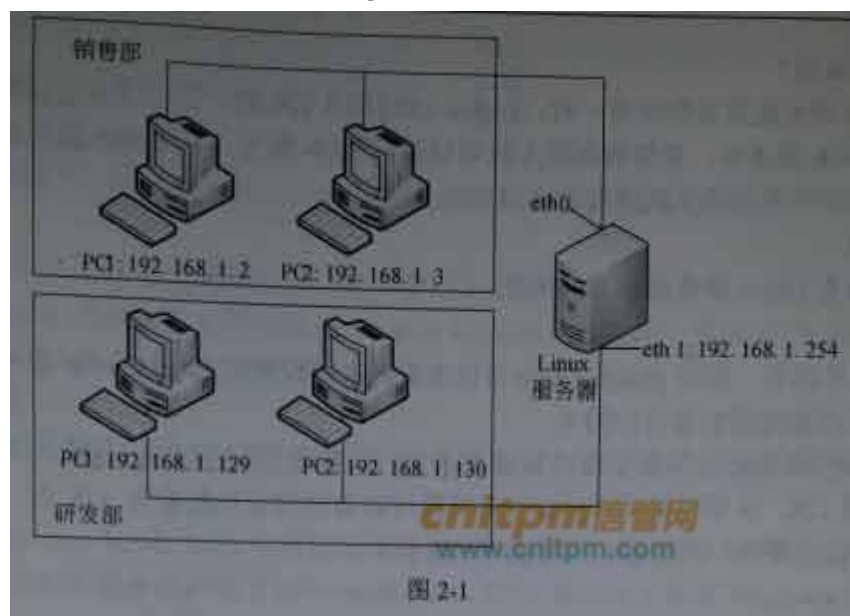 销售部
eth0
PC1: 192. 168. 1. 2
PC2: 192. 168. 1. 3
eth 1: 192. 168. 1. 254
Linux
服务器
PC1: 192. 168. 1. 129
PC2: 192. 168. 1. 130
研发部
cnitpm信管网
www.cnitpm.com
图 2-1